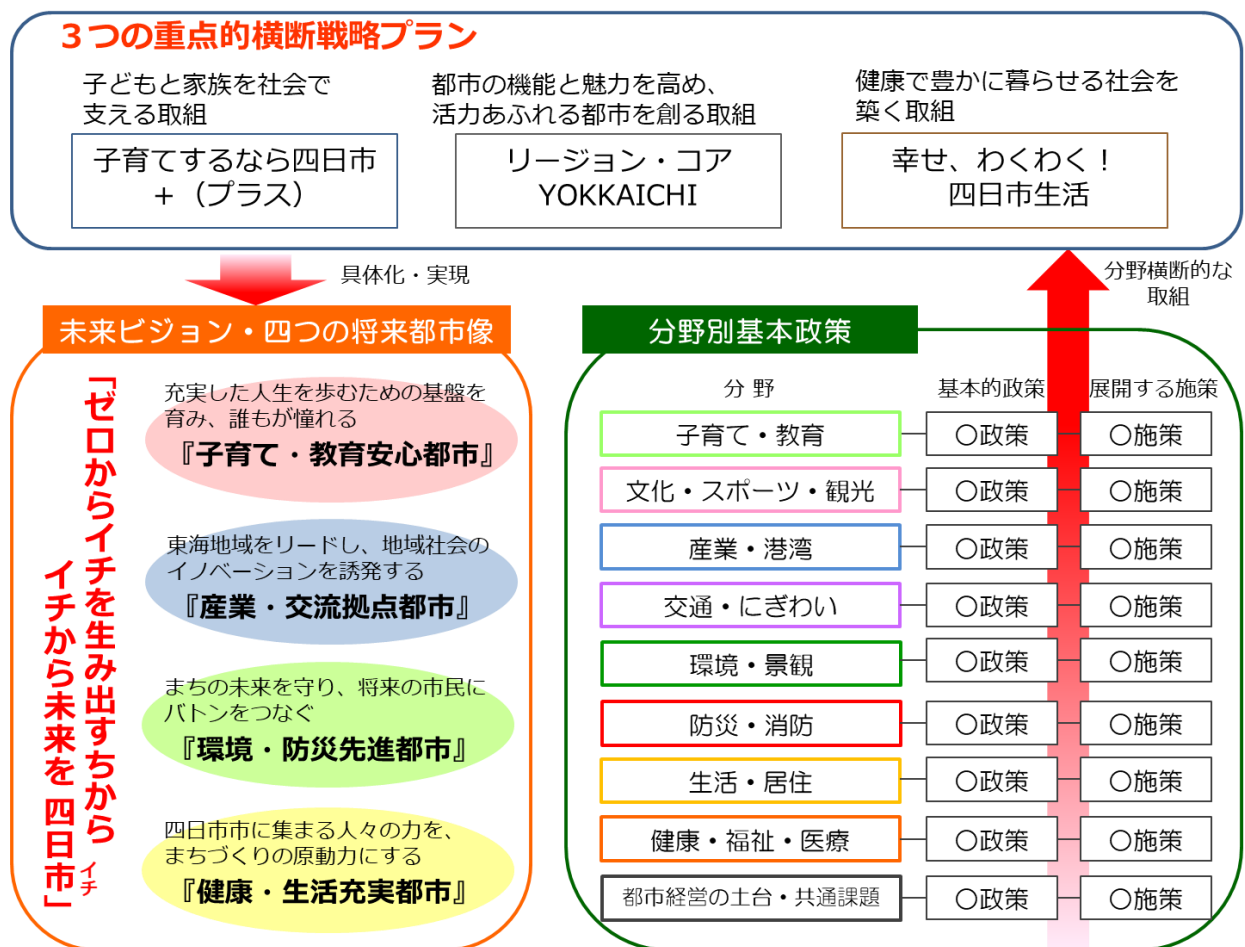 ３つの重点的横断戦略プラン
子どもと家族を社会で
支える取組
子育てするなら四日市
＋（プラス）
都市の機能と魅力を高め、
活力あふれる都市を創る取組
リージョン・コア
YOKKAICHI
健康で豊かに暮らせる社会を
築く取組
幸せ、わくわく！
四日市生活
具体化・実現
分野横断的な
取組
未来ビジョン・四つの将来都市像
「ゼロからイチを生み出すちから
イチから未来を 四日市」
イチ
充実した人生を歩むための基盤を
育み、誰もが憧れる
『子育て・教育安心都市』
東海地域をリードし、地域社会の
イノベーションを誘発する
『産業・交流拠点都市』
まちの未来を守り、将来の市民に
バトンをつなぐ
『環境・防災先進都市』
四日市市に集まる人々の力を、
まちづくりの原動力にする
『健康・生活充実都市』
分野別基本政策
分 野 基本的政策 展開する施策
子育て・教育 〇政策 〇施策
文化・スポーツ・観光 〇政策 〇施策
産業・港湾 〇政策 〇施策
交通・にぎわい 〇政策 〇施策
環境・景観 〇政策 〇施策
防災・消防 〇政策 〇施策
生活・居住 〇政策 〇施策
健康・福祉・医療 〇政策 〇施策
都市経営の土台・共通課題 〇政策 〇施策